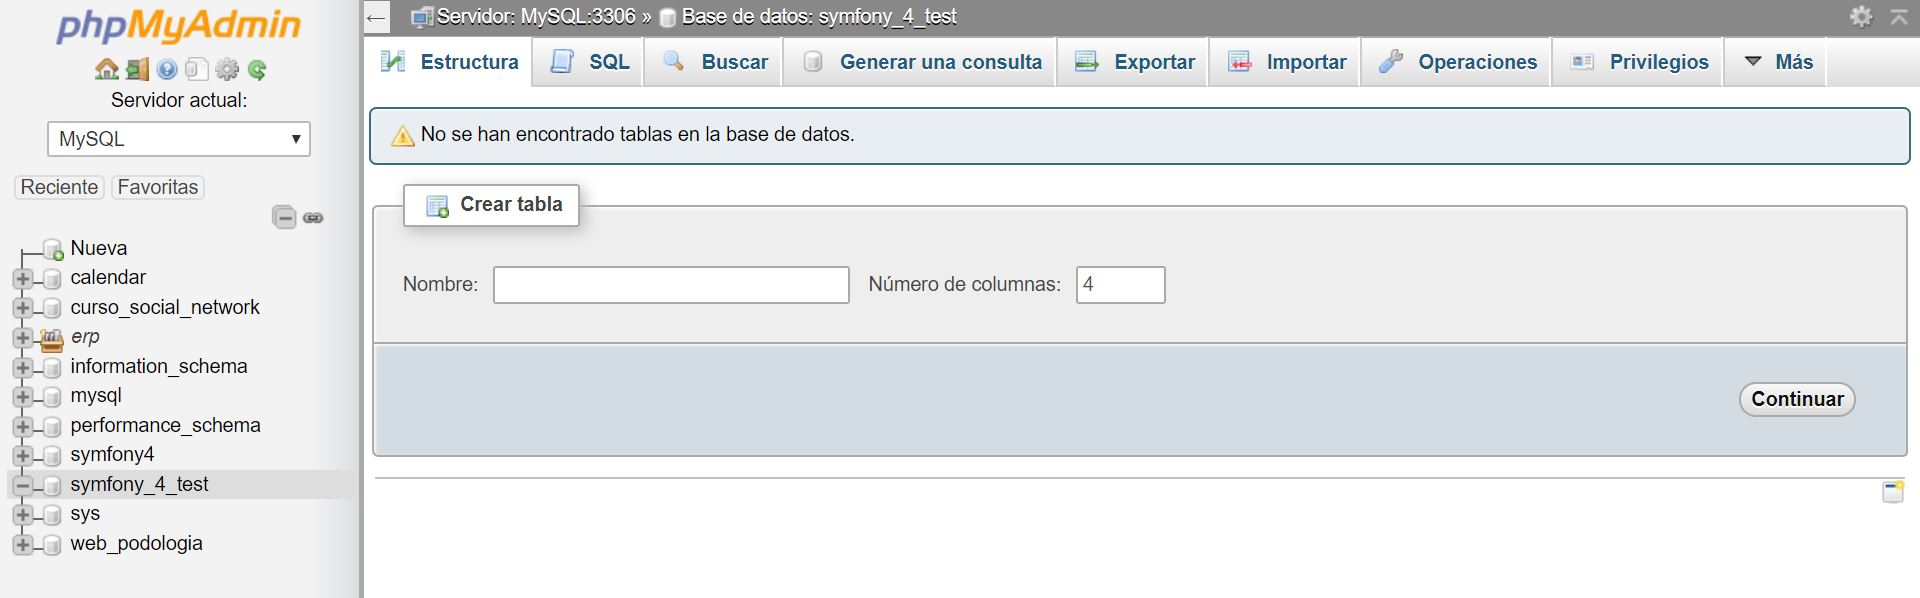 phpMyAdmin
Servidor actual:
MySQL
Reciente Favoritas
Nueva
calendar
curso_social_network
erp
information_schema
mysql
performance_schema
symfony4
symfony_4_test
sys
web_podologia
Servidor: MySQL:3306 » Base de datos: symfony_4_test
Estructura SQL Buscar Generar una consulta Exportar Importar Operaciones Privilegios Más
No se han encontrado tablas en la base de datos.
Crear tabla
Nombre: Número de columnas: 4
Continuar